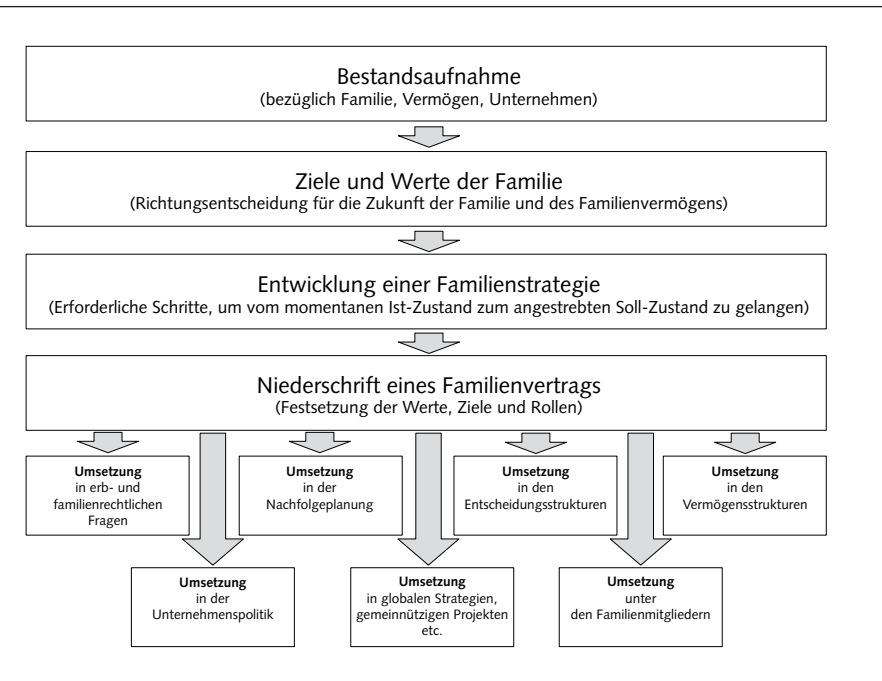 Bestandsaufnahme
(bezüglich Familie, Vermögen, Unternehmen)
Ziele und Werte der Familie
(Richtungsentscheidung für die Zukunft der Familie und des Familienvermögens)
Entwicklung einer Familienstrategie
(Erforderliche Schritte, um vom momentanen Ist-Zustand zum angestrebten Soll-Zustand zu gelangen)
Niederschrift eines Familienvertrags
(Festsetzung der Werte, Ziele und Rollen)
Umsetzung
in erb- und
familienrechtlichen
Fragen
Umsetzung
in der
Nachfolgeplanung
Umsetzung
in den
Entscheidungsstrukturen
Umsetzung
in den
Vermögensstrukturen
Umsetzung
in der
Unternehmenspolitik
Umsetzung
in globalen Strategien,
gemeinnützigen Projekten
etc.
Umsetzung
unter
den Familienmitgliedern